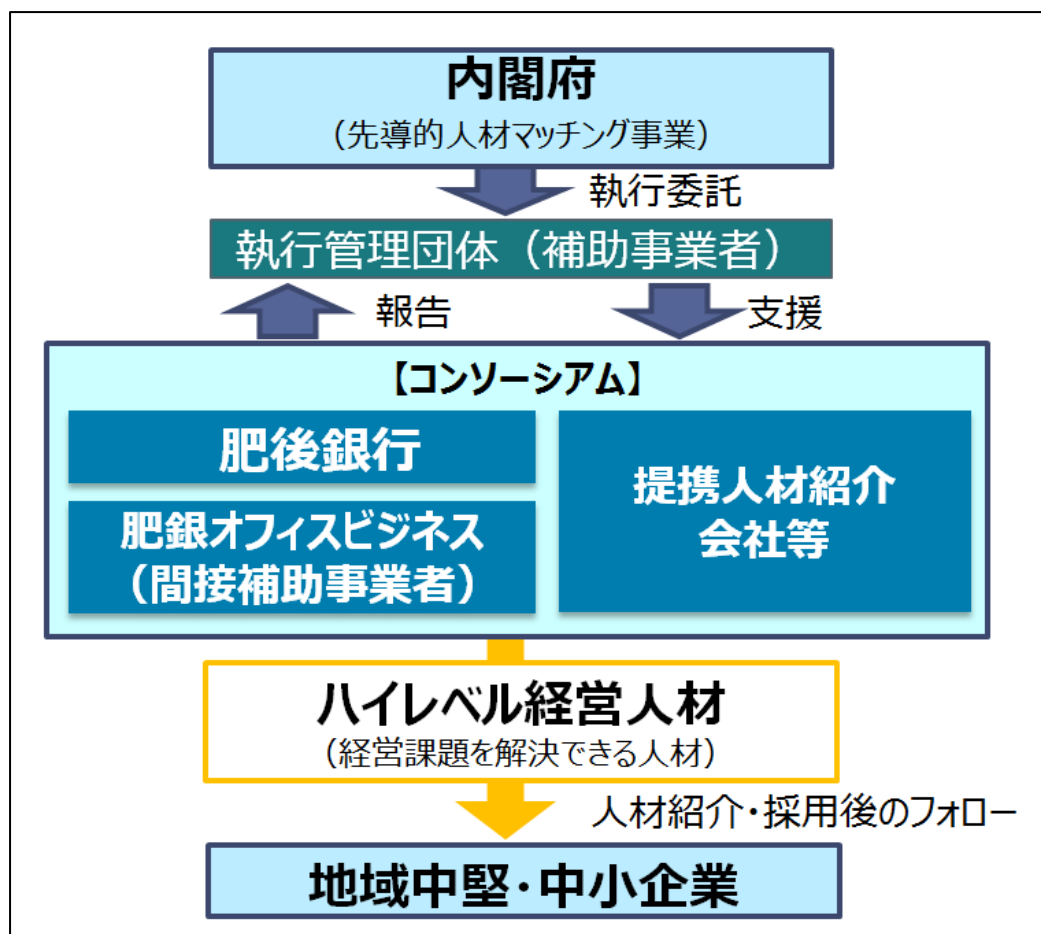 内閣府
（先導的人材マッチング事業）
執行委託
執行管理団体（補助事業者）
報告
支援
【コンソーシアム】
肥後銀行
肥銀オフィスビジネス
（間接補助事業者）
提携人材紹介
会社等
ハイレベル経営人材
（経営課題を解決できる人材）
人材紹介・採用後のフォロー
地域中堅・中小企業